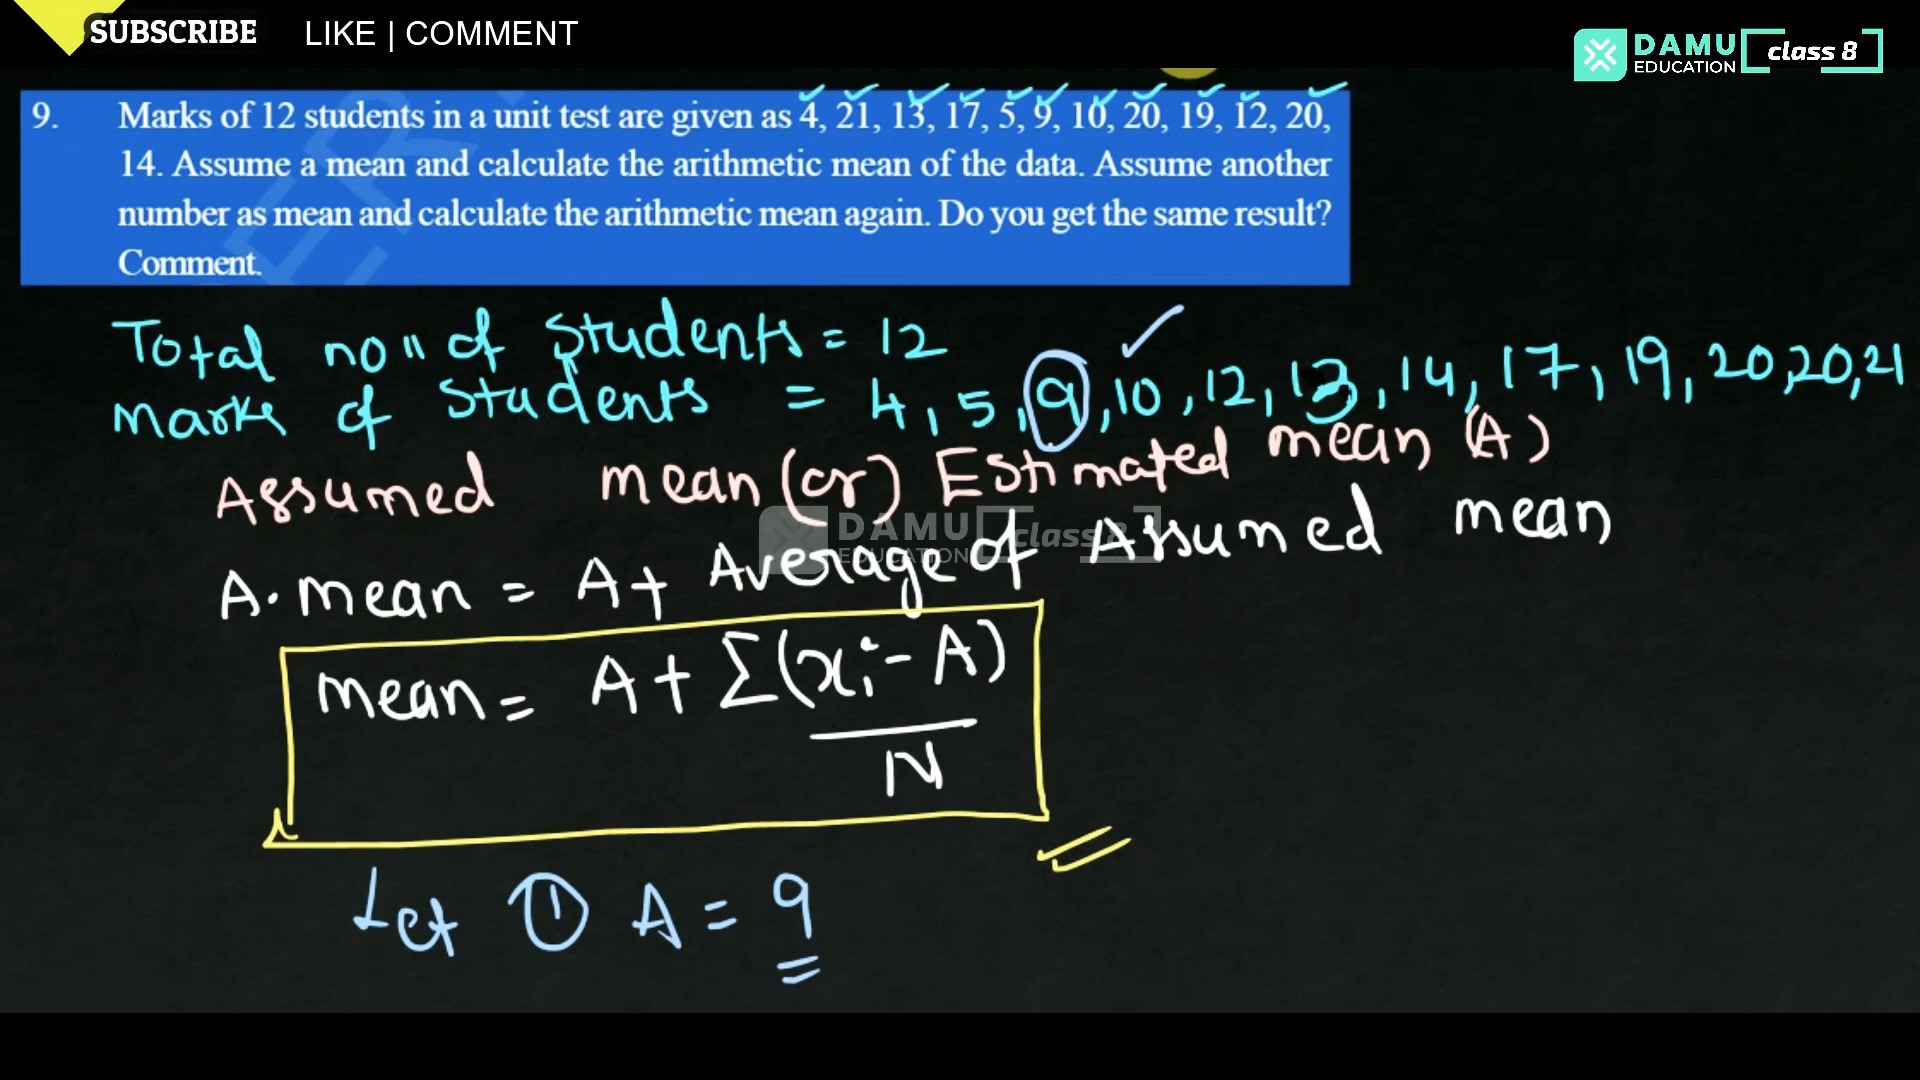 SUBSCRIBE LIKE | COMMENT
DAMU EDUCATION class 8
9. Marks of 12 students in a unit test are given as 4, 21, 13, 17, 5, 9, 10, 20, 19, 12, 20,
14. Assume a mean and calculate the arithmetic mean of the data. Assume another
number as mean and calculate the arithmetic mean again. Do you get the same result?
Comment.
Total no" of students = 12
marks of students = 4, 5, 9, 10, 12, 13, 14, 17, 19, 20, 20, 21
Assumed mean (or) Estimated mean (A)
DAMU EDUCATION class 8
A. mean = A + Average of Assumed mean
mean = A + Σ(xi - A)
N
Let ① A = 9